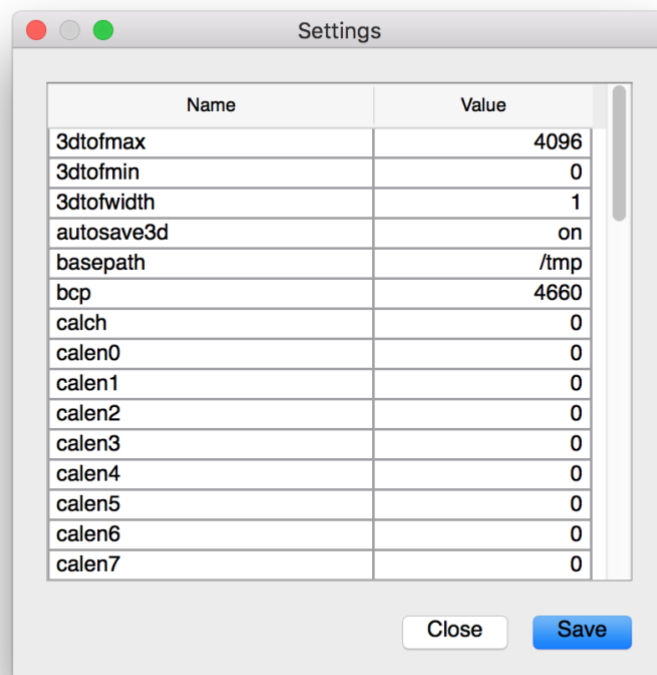 Settings
Name Value
3dtofmax 4096
3dtofmin 0
3dtofwidth 1
autosave3d on
basepath /tmp
bcp 4660
calch 0
calen0 0
calen1 0
calen2 0
calen3 0
calen4 0
calen5 0
calen6 0
calen7 0
Close Save